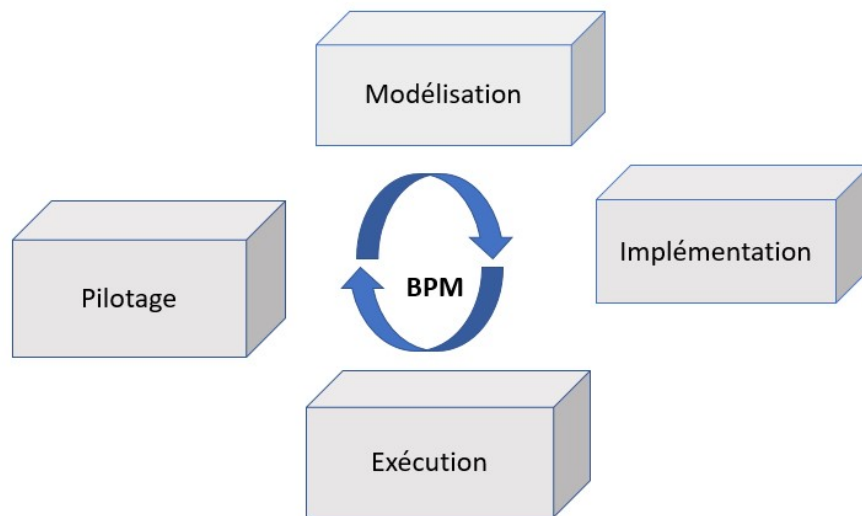 Modélisation
Implémentation
Pilotage
BPM
Exécution